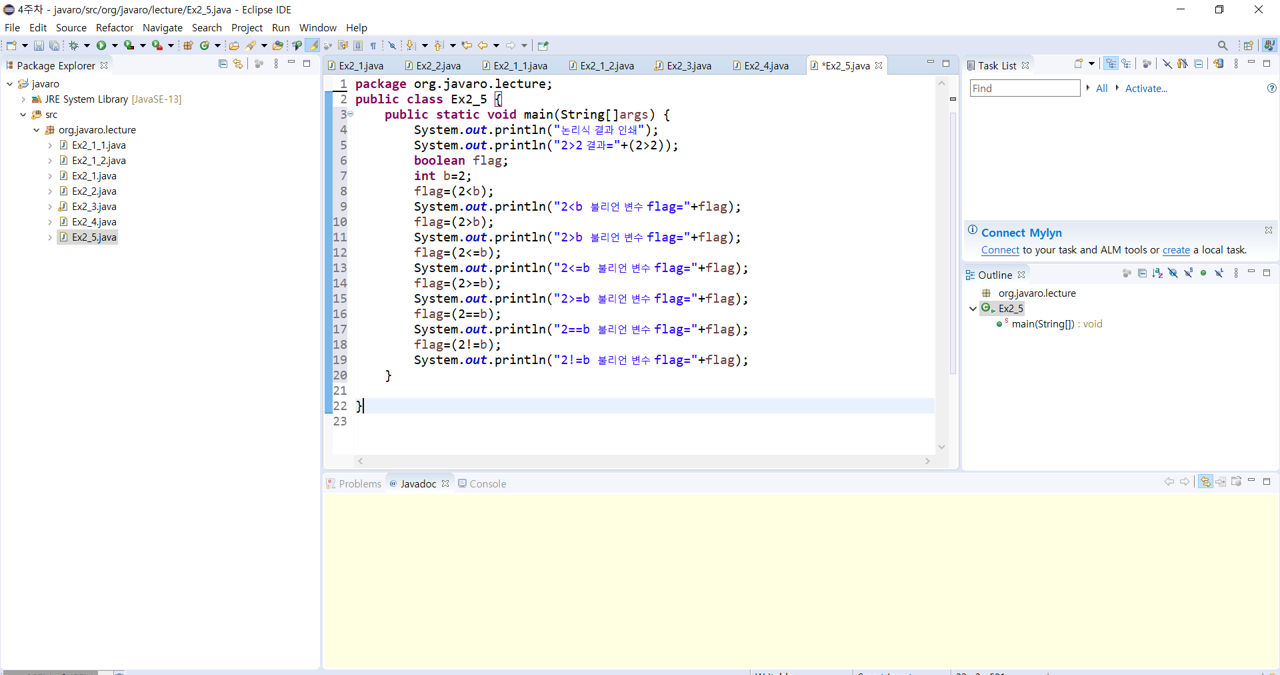 4주차 - javaro/src/org/javaro/lecture/Ex2_5.java - Eclipse IDE
File Edit Source Refactor Navigate Search Project Run Window Help
Package Explorer
javaro
JRE System Library [JavaSE-13]
src
org.javaro.lecture
Ex2_1_1.java
Ex2_1_2.java
Ex2_1.java
Ex2_2.java
Ex2_3.java
Ex2_4.java
Ex2_5.java
Ex2_1.java Ex2_2.java Ex2_1_1.java Ex2_1_2.java Ex2_3.java Ex2_4.java *Ex2_5.java
1 package org.javaro.lecture;
2 public class Ex2_5 {
3 public static void main(String[]args) {
4 System.out.println("논리식 결과 인쇄");
5 System.out.println("2>2 결과="+(2>2));
6 boolean flag;
7 int b=2;
8 flag=(2<b);
9 System.out.println("2<b 불리언 변수 flag="+flag);
10 flag=(2>b);
11 System.out.println("2>b 불리언 변수 flag="+flag);
12 flag=(2<=b);
13 System.out.println("2<=b 불리언 변수 flag="+flag);
14 flag=(2>=b);
15 System.out.println("2>=b 불리언 변수 flag="+flag);
16 flag=(2==b);
17 System.out.println("2==b 불리언 변수 flag="+flag);
18 flag=(2!=b);
19 System.out.println("2!=b 불리언 변수 flag="+flag);
20 }
21
22 }
23
Task List
Find All Activate...
Connect Mylyn
Connect to your task and ALM tools or create a local task.
Outline
org.javaro.lecture
Ex2_5
main(String[]) : void
Problems Javadoc Console